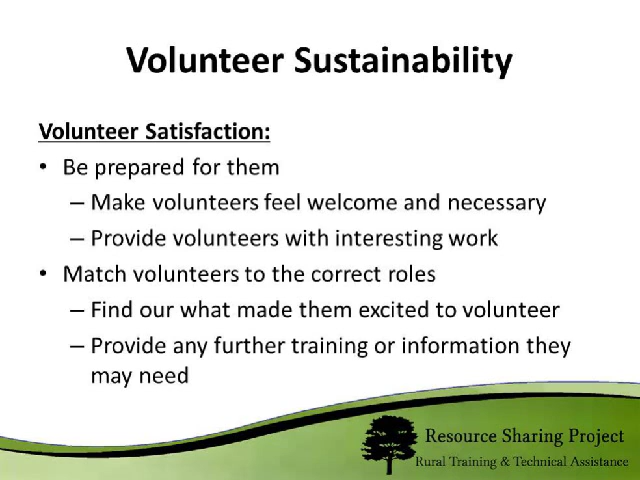 Volunteer Sustainability
Volunteer Satisfaction:
• Be prepared for them
– Make volunteers feel welcome and necessary
– Provide volunteers with interesting work
• Match volunteers to the correct roles
– Find our what made them excited to volunteer
– Provide any further training or information they
may need
Resource Sharing Project
Rural Training & Technical Assistance